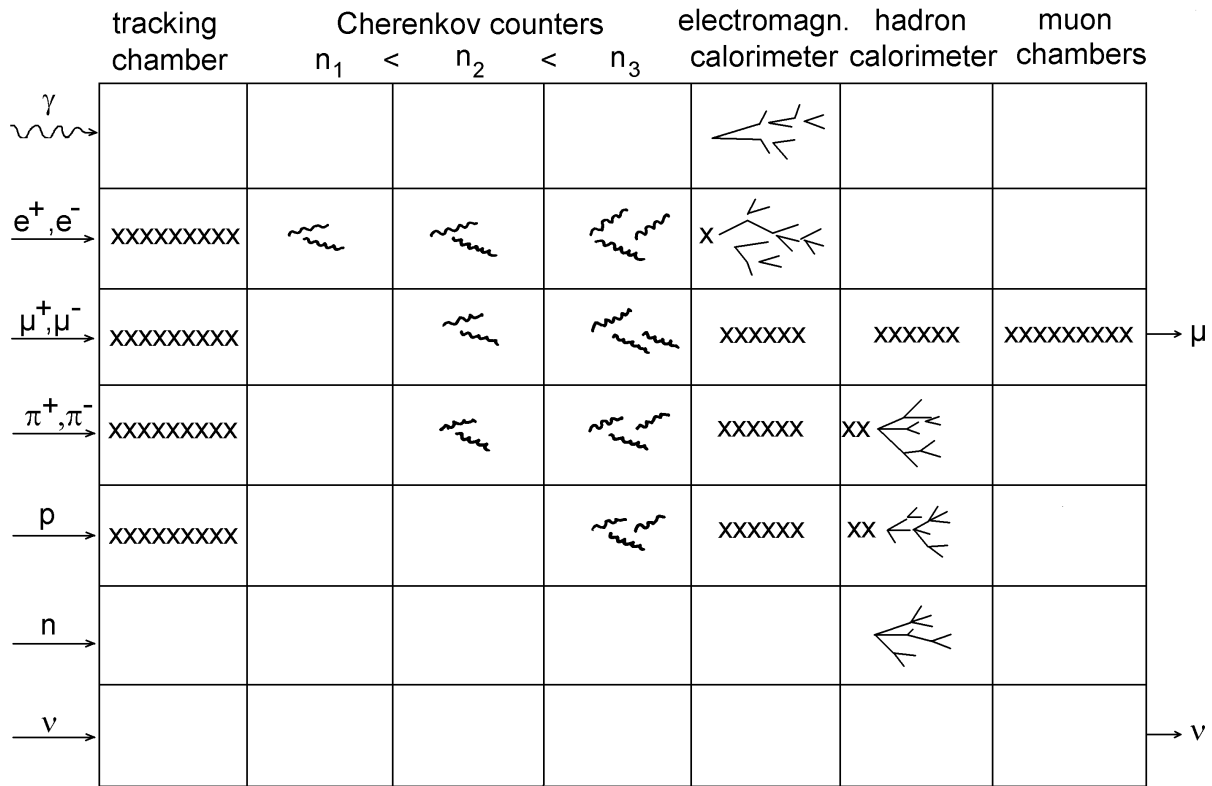 tracking chamber
Cherenkov counters
n₁ < n₂ < n₃
electromagn. calorimeter
hadron calorimeter
muon chambers
γ
e⁺,e⁻
xxxxxxxxx
x
μ⁺,μ⁻
xxxxxxxxx
xxxxxx
xxxxxx
xxxxxxxxx
μ
π⁺,π⁻
xxxxxxxxx
xxxxxx
xx
p
xxxxxxxxx
xxxxxx
xx
n
ν
ν